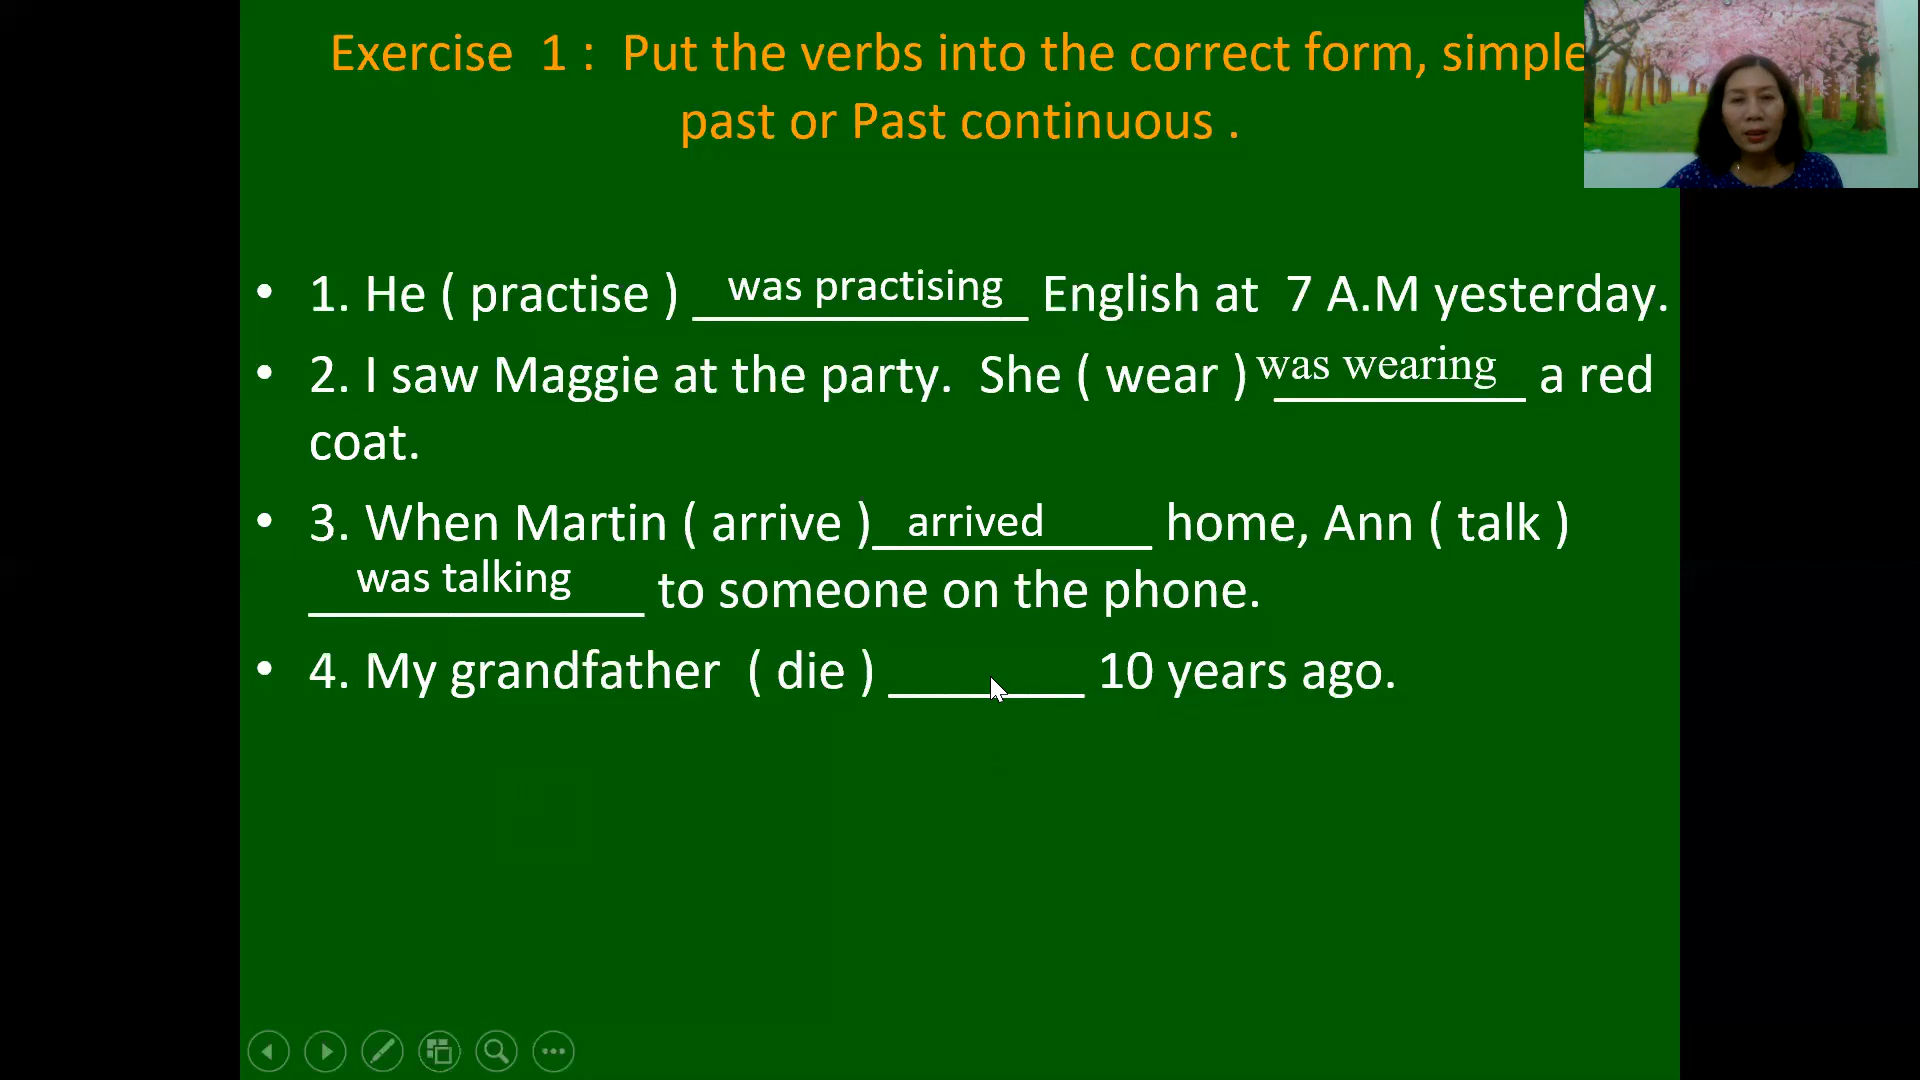 Exercise 1 : Put the verbs into the correct form, simple
past or Past continuous .
• 1. He ( practise ) was practising English at 7 A.M yesterday.
• 2. I saw Maggie at the party. She ( wear ) was wearing a red
coat.
• 3. When Martin ( arrive ) arrived home, Ann ( talk )
was talking to someone on the phone.
• 4. My grandfather ( die ) _______ 10 years ago.